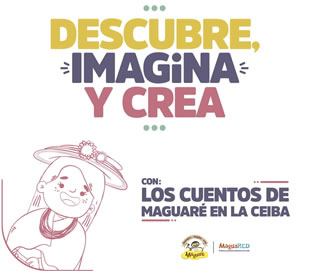 DESCUBRE,
IMAGiNA
Y CREA
CON:
LOS CUENTOS DE
MAGUARÉ EN LA CEIBA
Maguaré
MaguaRED